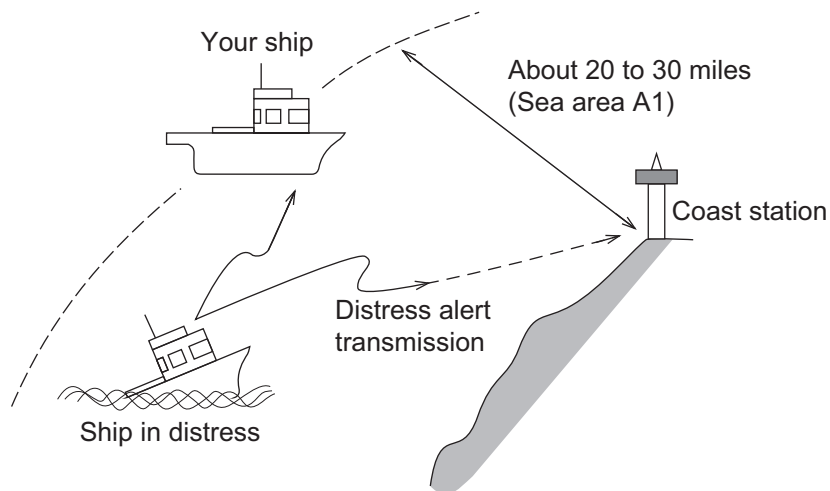 Your ship
About 20 to 30 miles
(Sea area A1)
Coast station
Distress alert
transmission
Ship in distress